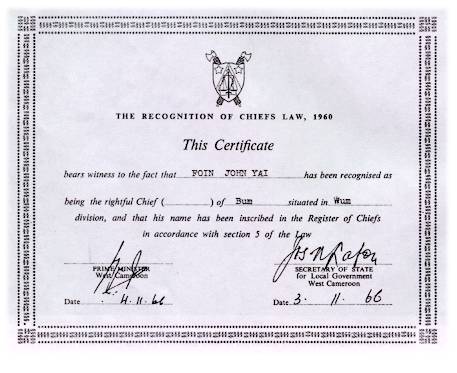 THE RECOGNITION OF CHIEFS LAW, 1960
This Certificate
bears witness to the fact that FOIN JOHN YAI has been recognised as
being the rightful Chief ( ) of Bum situated in Wum
division, and that his name has been inscribed in the Register of Chiefs
in accordance with section 5 of the Law
PRIME MINISTER
West Cameroon
Date 4.11.66
SECRETARY OF STATE
for Local Government
West Cameroon
Date 3. 11. 66